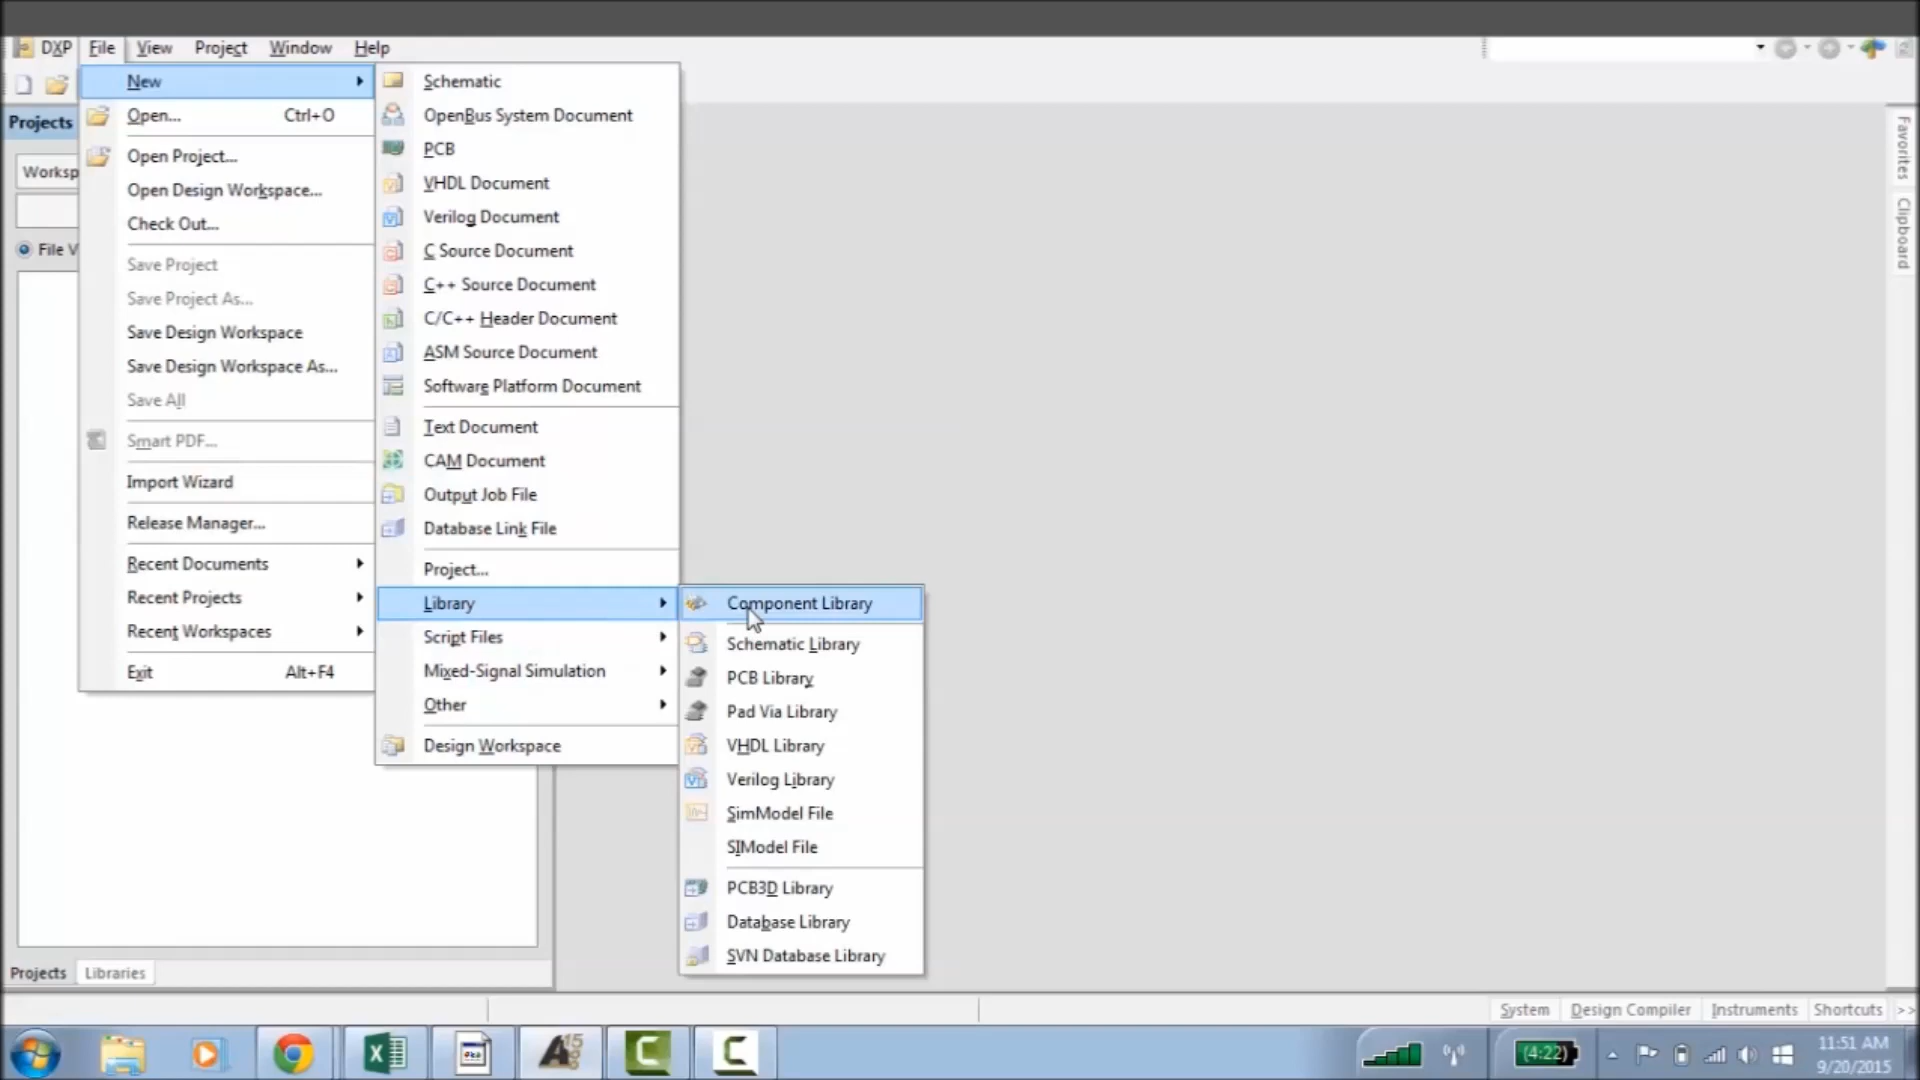 DXP File View Project Window Help
New
Open... Ctrl+O
Open Project...
Open Design Workspace...
Check Out...
Save Project
Save Project As...
Save Design Workspace
Save Design Workspace As...
Save All
Smart PDF...
Import Wizard
Release Manager...
Recent Documents
Recent Projects
Recent Workspaces
Exit Alt+F4
Schematic
OpenBus System Document
PCB
VHDL Document
Verilog Document
C Source Document
C++ Source Document
C/C++ Header Document
ASM Source Document
Software Platform Document
Text Document
CAM Document
Output Job File
Database Link File
Project...
Library
Script Files
Mixed-Signal Simulation
Other
Design Workspace
Component Library
Schematic Library
PCB Library
Pad Via Library
VHDL Library
Verilog Library
SimModel File
SIModel File
PCB3D Library
Database Library
SVN Database Library
Projects
Worksp
File V
Favorites
Clipboard
Projects Libraries
System Design Compiler Instruments Shortcuts >>
(4:22)
11:51 AM
9/20/2015